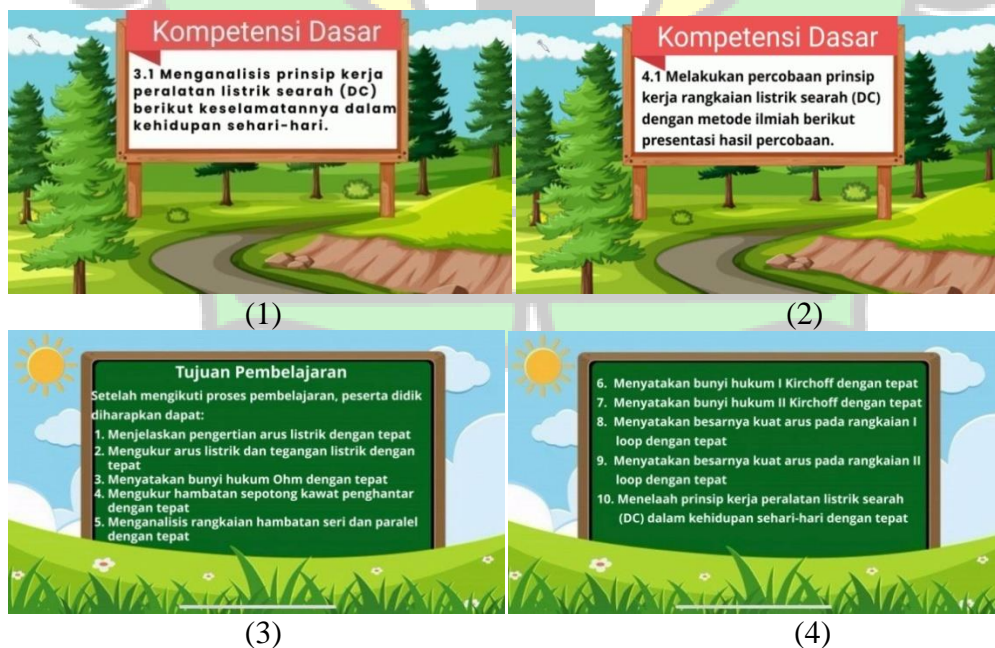 Kompetensi Dasar
3.1 Menganalisis prinsip kerja
peralatan listrik searah (DC)
berikut keselamatannya dalam
kehidupan sehari-hari.
(1)
Kompetensi Dasar
4.1 Melakukan percobaan prinsip
kerja rangkaian listrik searah (DC)
dengan metode ilmiah berikut
presentasi hasil percobaan.
(2)
Tujuan Pembelajaran
Setelah mengikuti proses pembelajaran, peserta didik
diharapkan dapat:
1. Menjelaskan pengertian arus listrik dengan tepat
2. Mengukur arus listrik dan tegangan listrik dengan
tepat
3. Menyatakan bunyi hukum Ohm dengan tepat
4. Mengukur hambatan sepotong kawat penghantar
dengan tepat
5. Menganalisis rangkaian hambatan seri dan paralel
dengan tepat
(3)
6. Menyatakan bunyi hukum I Kirchoff dengan tepat
7. Menyatakan bunyi hukum II Kirchoff dengan tepat
8. Menyatakan besarnya kuat arus pada rangkaian I
loop dengan tepat
9. Menyatakan besarnya kuat arus pada rangkaian II
loop dengan tepat
10. Menelaah prinsip kerja peralatan listrik searah
(DC) dalam kehidupan sehari-hari dengan tepat
(4)